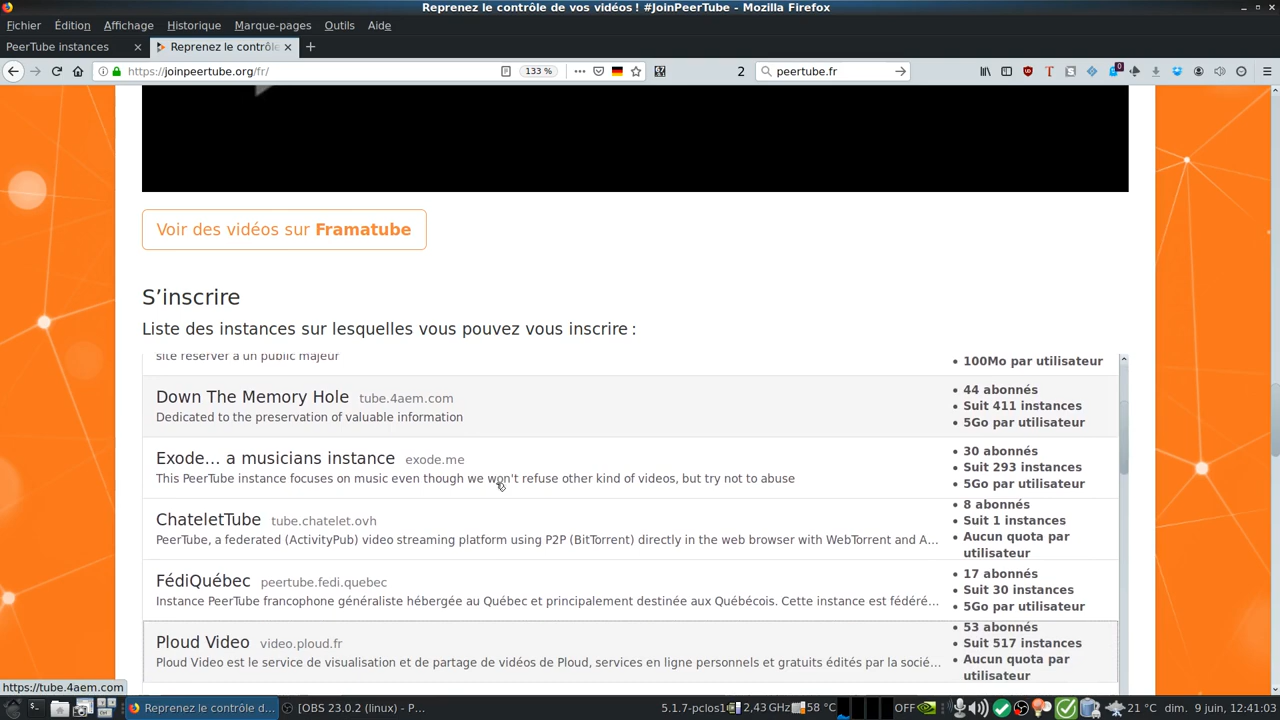 Reprenez le contrôle de vos vidéos ! #JoinPeerTube - Mozilla Firefox
Fichier Édition Affichage Historique Marque-pages Outils Aide
PeerTube instances
Reprenez le contrôle
https://joinpeertube.org/fr/
133 %
2
peertube.fr
0
Voir des vidéos sur Framatube
S’inscrire
Liste des instances sur lesquelles vous pouvez vous inscrire :
site réserver à un public majeur
• 100Mo par utilisateur
Down The Memory Hole tube.4aem.com
Dedicated to the preservation of valuable information
• 44 abonnés
• Suit 411 instances
• 5Go par utilisateur
Exode... a musicians instance exode.me
This PeerTube instance focuses on music even though we won't refuse other kind of videos, but try not to abuse
• 30 abonnés
• Suit 293 instances
• 5Go par utilisateur
ChateletTube tube.chatelet.ovh
PeerTube, a federated (ActivityPub) video streaming platform using P2P (BitTorrent) directly in the web browser with WebTorrent and A...
• 8 abonnés
• Suit 1 instances
• Aucun quota par
utilisateur
FédiQuébec peertube.fedi.quebec
Instance PeerTube francophone généraliste hébergée au Québec et principalement destinée aux Québécois. Cette instance est fédéré...
• 17 abonnés
• Suit 30 instances
• 5Go par utilisateur
Ploud Video video.ploud.fr
Ploud Video est le service de visualisation et de partage de vidéos de Ploud, services en ligne personnels et gratuits édités par la socié...
• 53 abonnés
• Suit 517 instances
• Aucun quota par
utilisateur
https://tube.4aem.com
Reprenez le contrôle d...
[OBS 23.0.2 (linux) - P...
5.1.7-pclos1 2,43 GHz 58 °C OFF 21 °C dim. 9 juin, 12:41:03